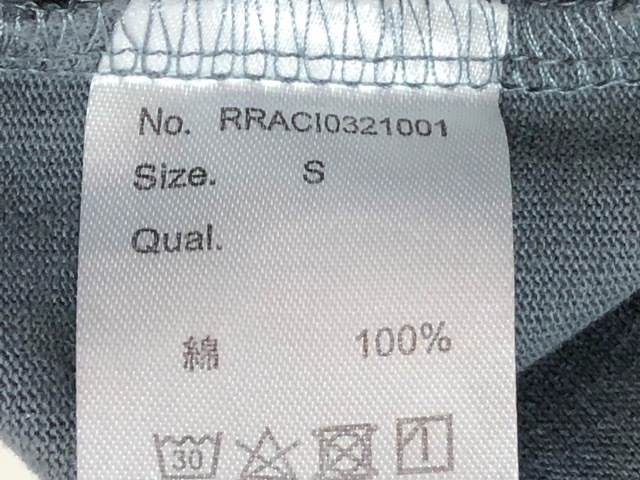 No. RRACI0321001
Size. S
Qual.
綿 100%
30